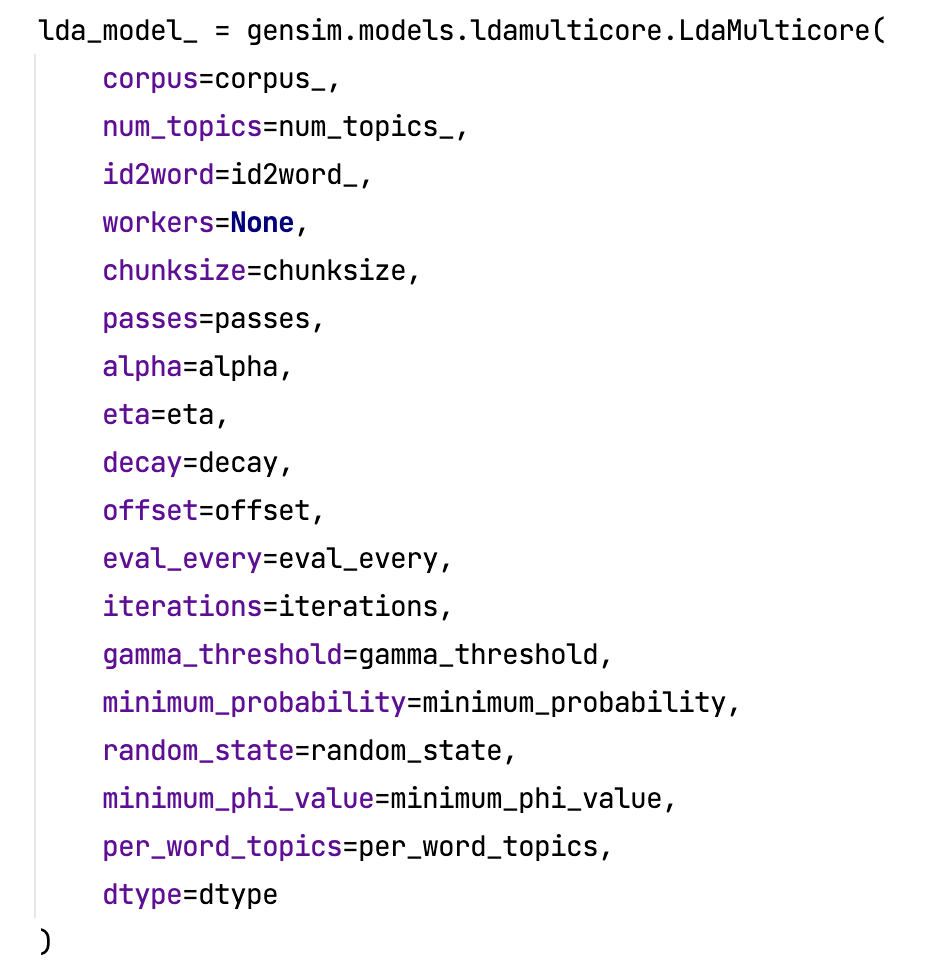 lda_model_ = gensim.models.ldamulticore.LdaMulticore(
    corpus=corpus_,
    num_topics=num_topics_,
    id2word=id2word_,
    workers=None,
    chunksize=chunksize,
    passes=passes,
    alpha=alpha,
    eta=eta,
    decay=decay,
    offset=offset,
    eval_every=eval_every,
    iterations=iterations,
    gamma_threshold=gamma_threshold,
    minimum_probability=minimum_probability,
    random_state=random_state,
    minimum_phi_value=minimum_phi_value,
    per_word_topics=per_word_topics,
    dtype=dtype
)